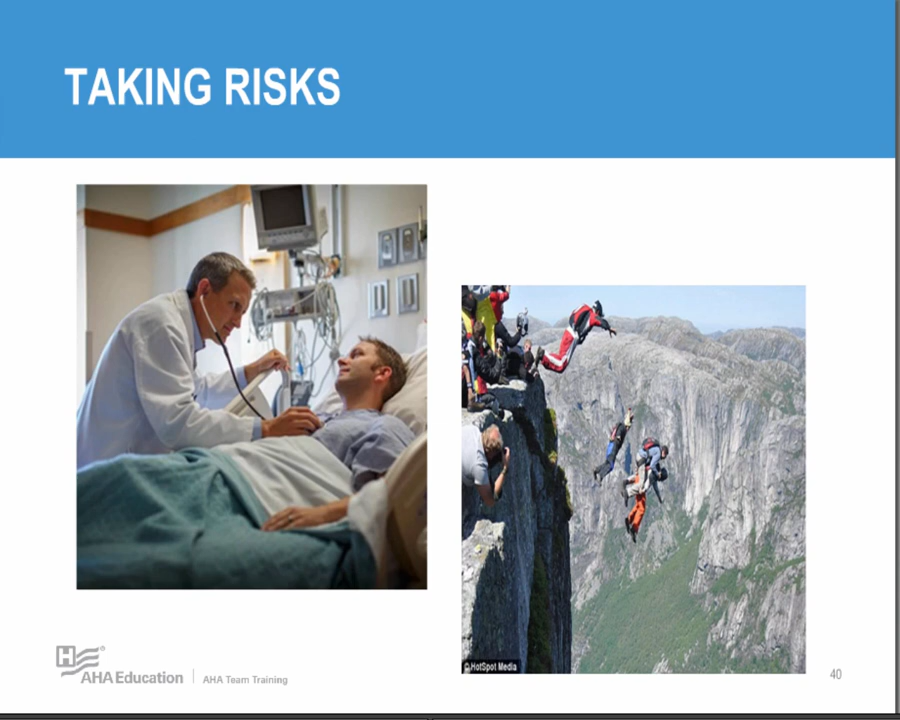 TAKING RISKS
© HotSpot Media
H®
AHA Education | AHA Team Training
40